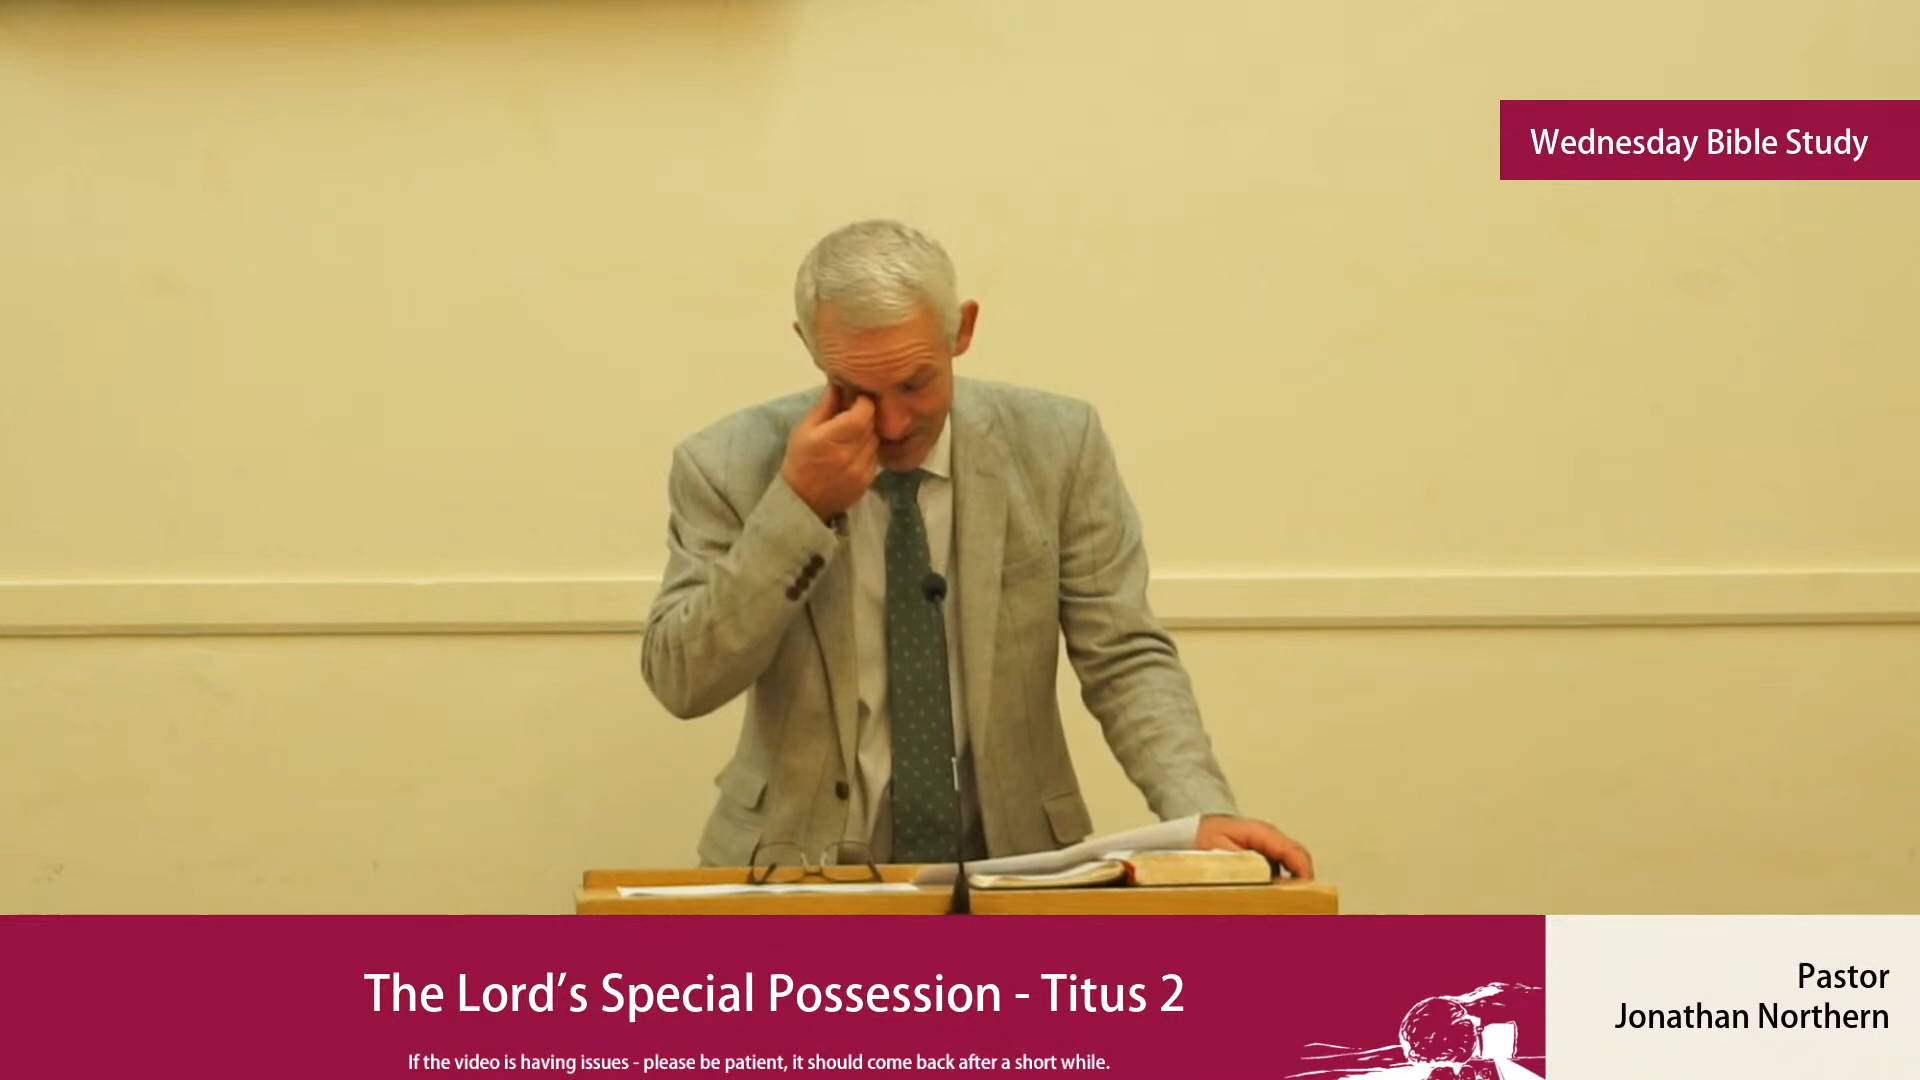 Wednesday Bible Study
The Lord’s Special Possession - Titus 2
Pastor
Jonathan Northern
If the video is having issues - please be patient, it should come back after a short while.